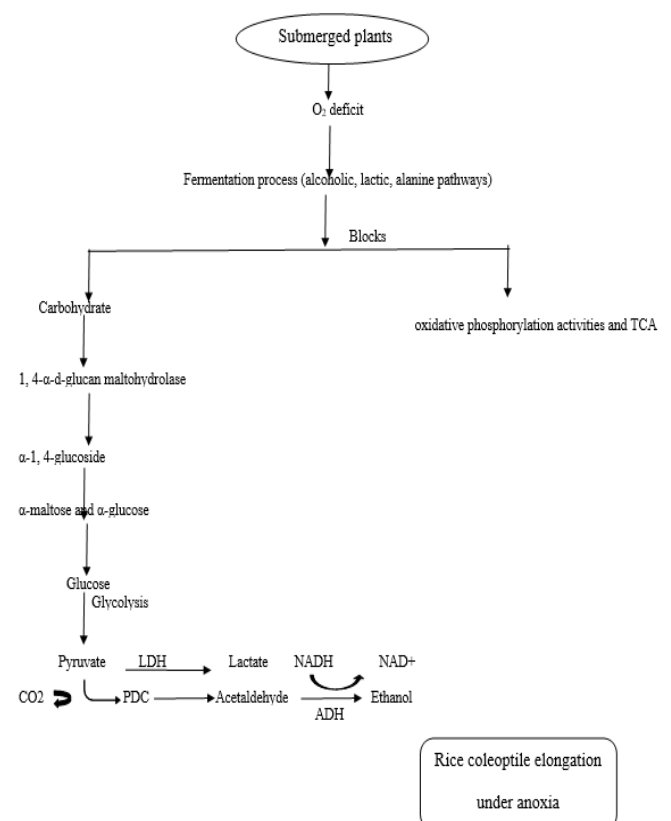 Submerged plants
O₂ deficit
Fermentation process (alcoholic, lactic, alanine pathways)
Blocks
Carbohydrate
oxidative phosphorylation activities and TCA
1, 4-α-d-glucan maltohydrolase
α-1, 4-glucoside
α-maltose and α-glucose
Glucose
Glycolysis
Pyruvate LDH Lactate NADH NAD+
CO2 PDC Acetaldehyde ADH Ethanol
Rice coleoptile elongation
under anoxia